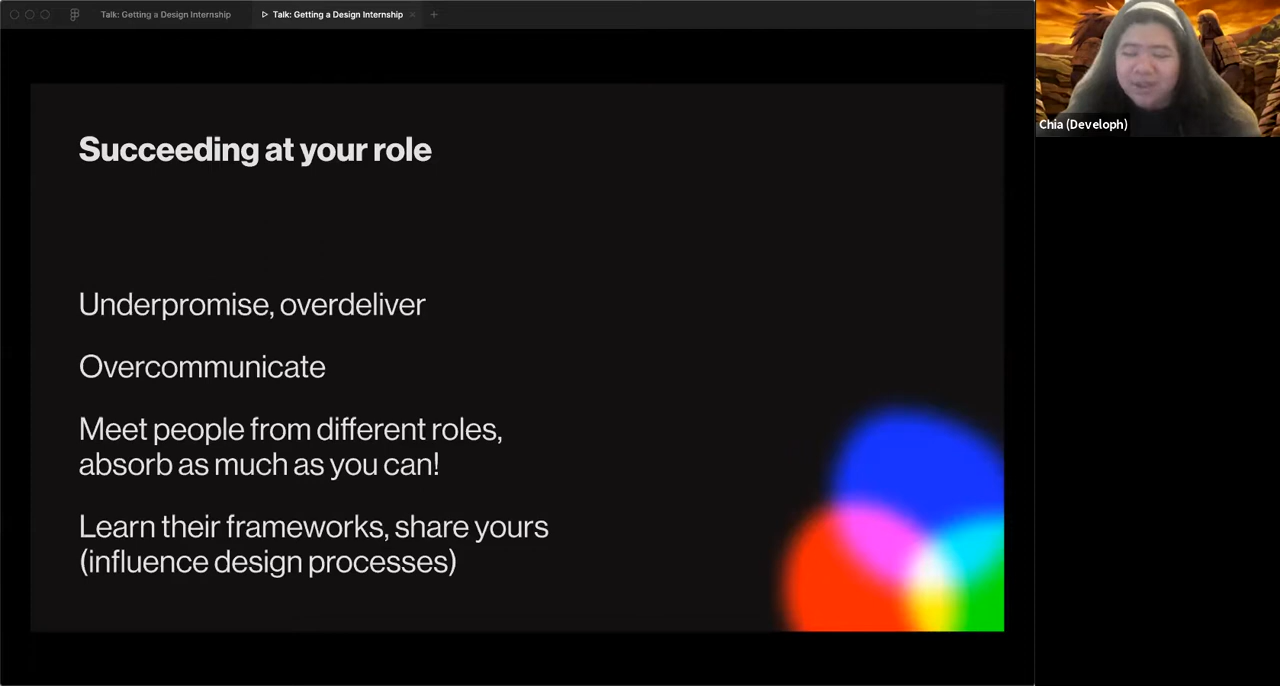 Talk: Getting a Design Internship
Talk: Getting a Design Internship
Chia (Developh)
Succeeding at your role
Underpromise, overdeliver
Overcommunicate
Meet people from different roles,
absorb as much as you can!
Learn their frameworks, share yours
(influence design processes)